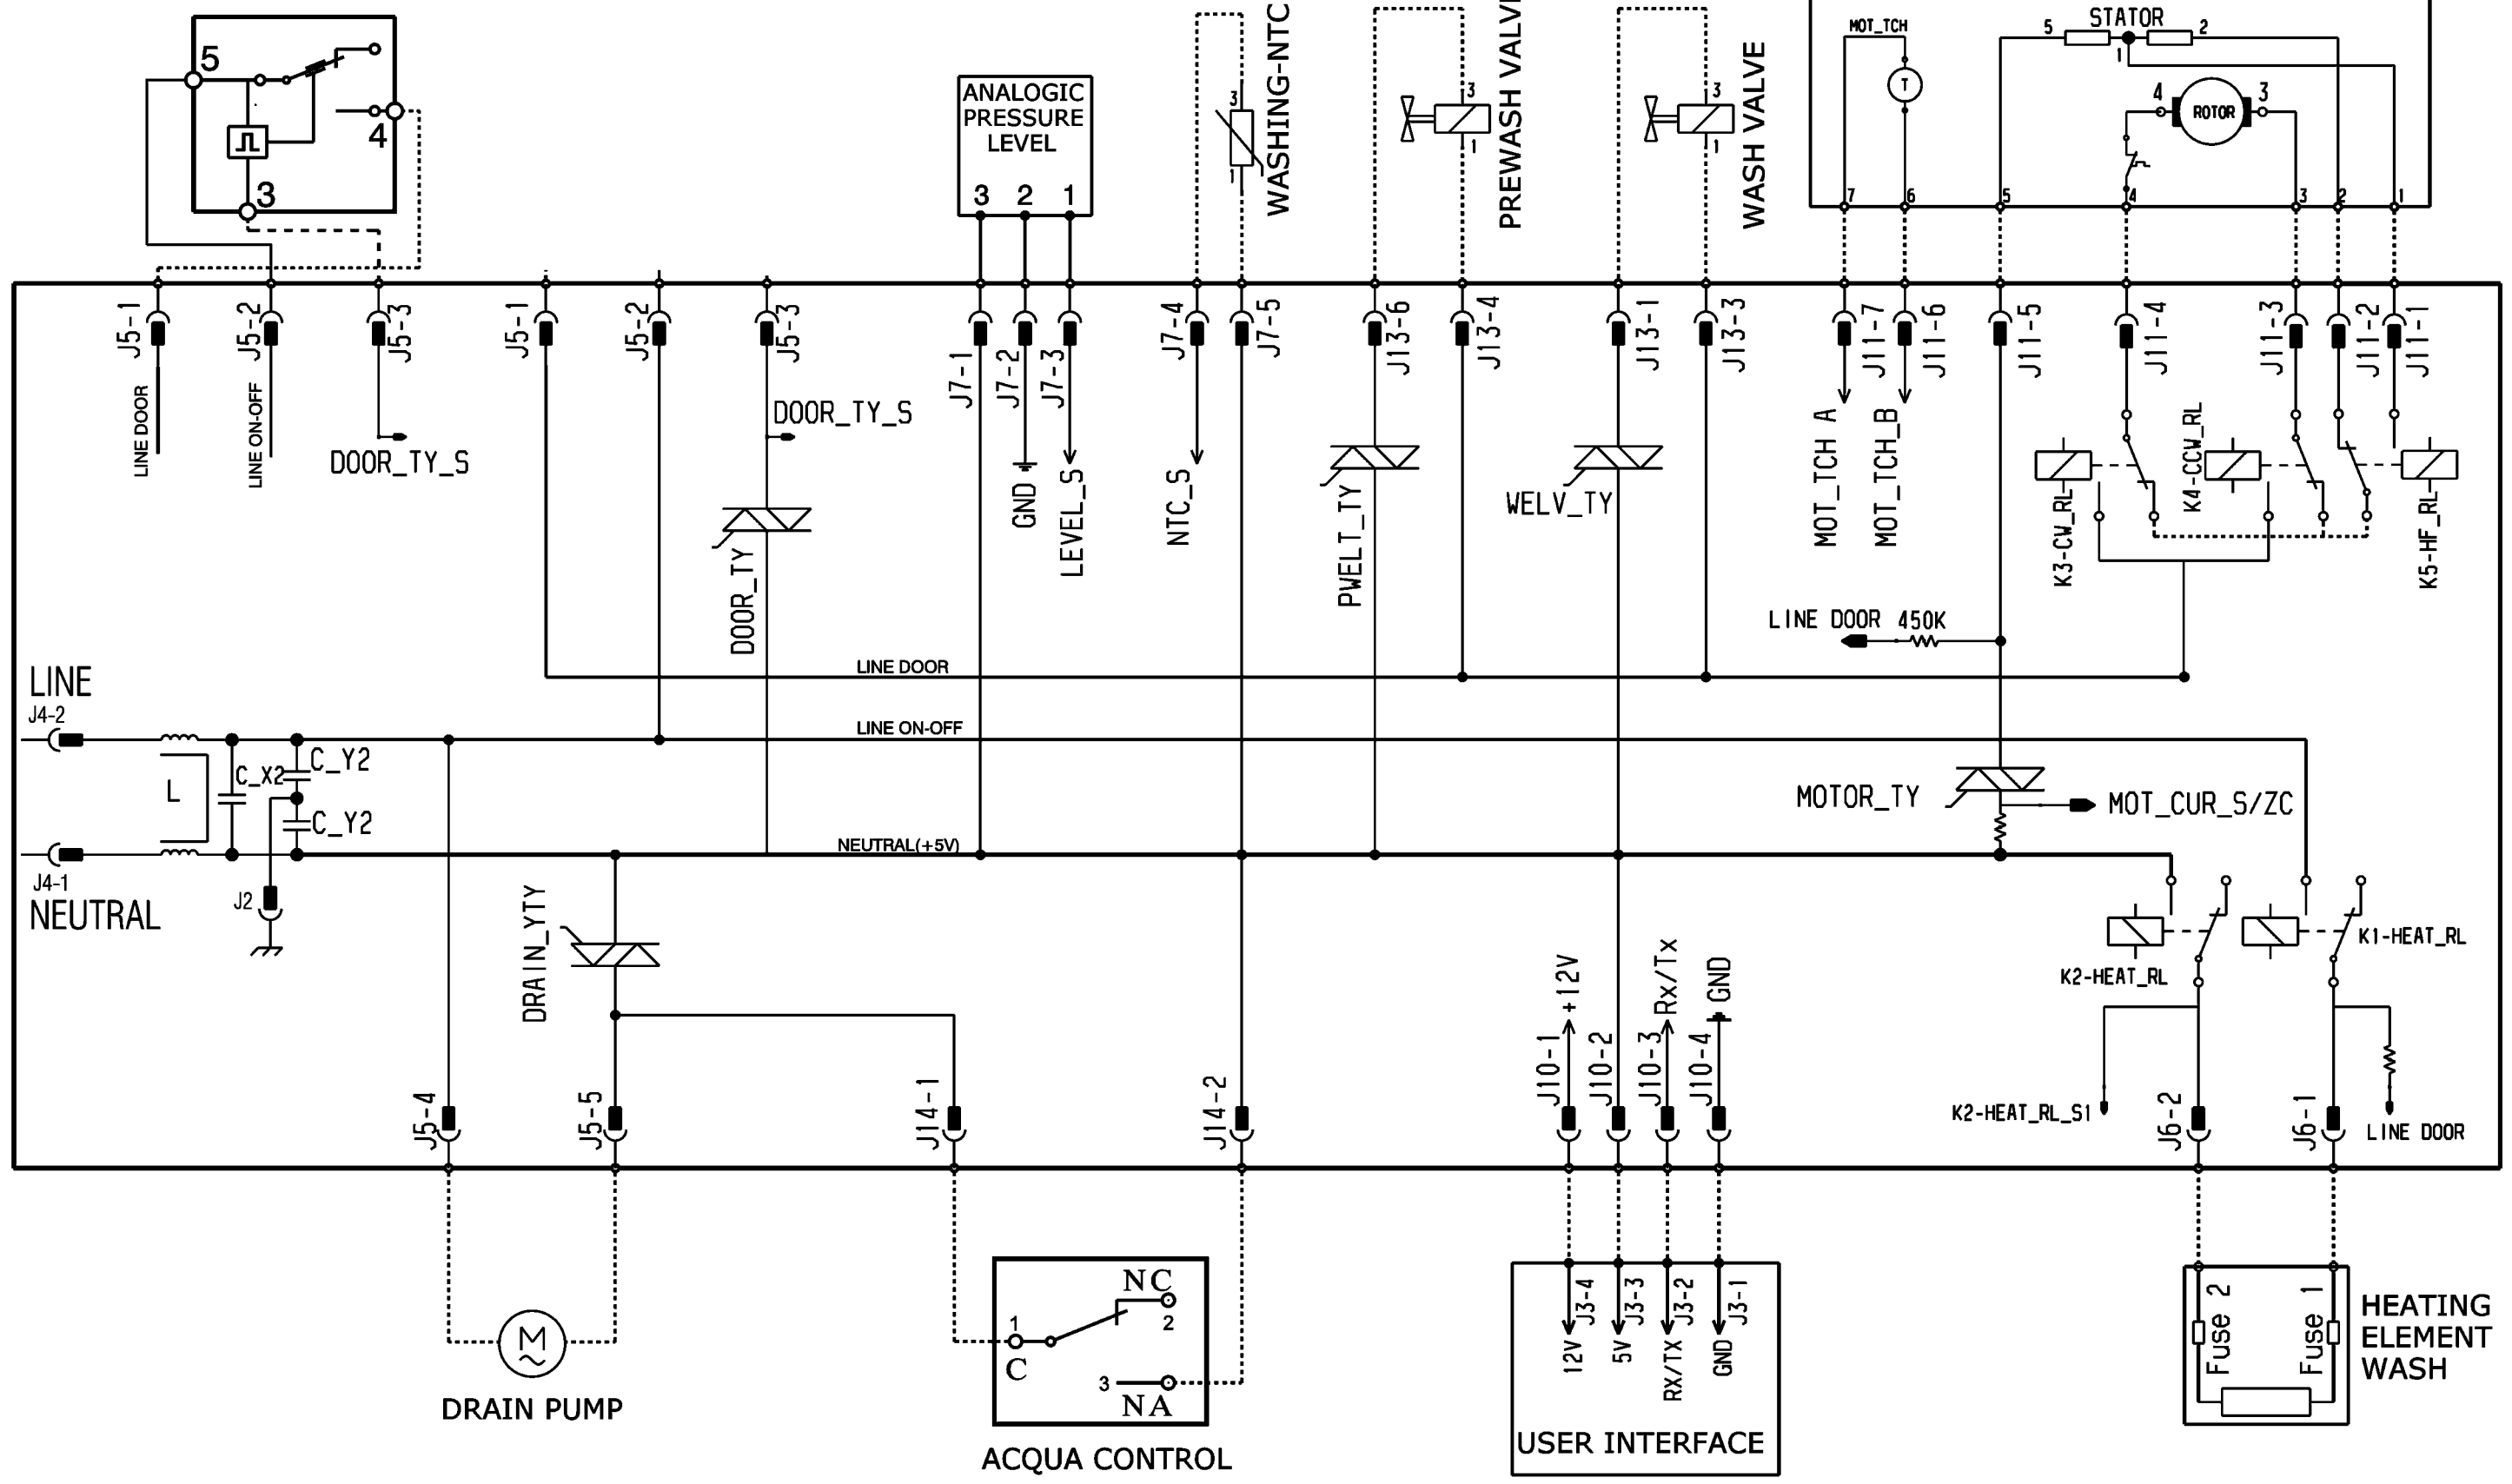 MOT_TCH
STATOR
5
2
1
T
4
ROTOR
3
7
6
5
4
3
2
1
5
4
3
ANALOGIC
PRESSURE
LEVEL
3 2 1
3
1
WASHING-NTC
3
1
PREWASH VALVE
3
1
WASH VALVE
J5-1
J5-2
J5-3
J5-1
J5-2
J5-3
J7-1
J7-2
J7-3
J7-4
J7-5
J13-6
J13-4
J13-1
J13-3
J11-7
J11-6
J11-5
J11-4
J11-3
J11-2
J11-1
LINE DOOR
LINE ON-OFF
DOOR_TY_S
DOOR_TY_S
DOOR_TY
GND
LEVEL_S
NTC_S
PWELT_TY
WELV_TY
MOT_TCH A
MOT_TCH_B
K3-CW_RL
K4-CCW_RL
K5-HF_RL
LINE DOOR 450K
LINE DOOR
LINE
J4-2
LINE ON-OFF
L
C_X2
C_Y2
C_Y2
MOTOR_TY
MOT_CUR_S/ZC
NEUTRAL(+5V)
J4-1
NEUTRAL
J2
DRAIN_YTY
K2-HEAT_RL
K1-HEAT_RL
+12V
Rx/Tx
GND
J5-4
J5-5
J14-1
J14-2
J10-1
J10-2
J10-3
J10-4
K2-HEAT_RL_S1
J6-2
J6-1
LINE DOOR
M
DRAIN PUMP
NC
1
2
C
3
NA
ACQUA CONTROL
J3-4
J3-3
J3-2
J3-1
12V
5V
RX/TX
GND
USER INTERFACE
Fuse 2
Fuse 1
HEATING
ELEMENT
WASH